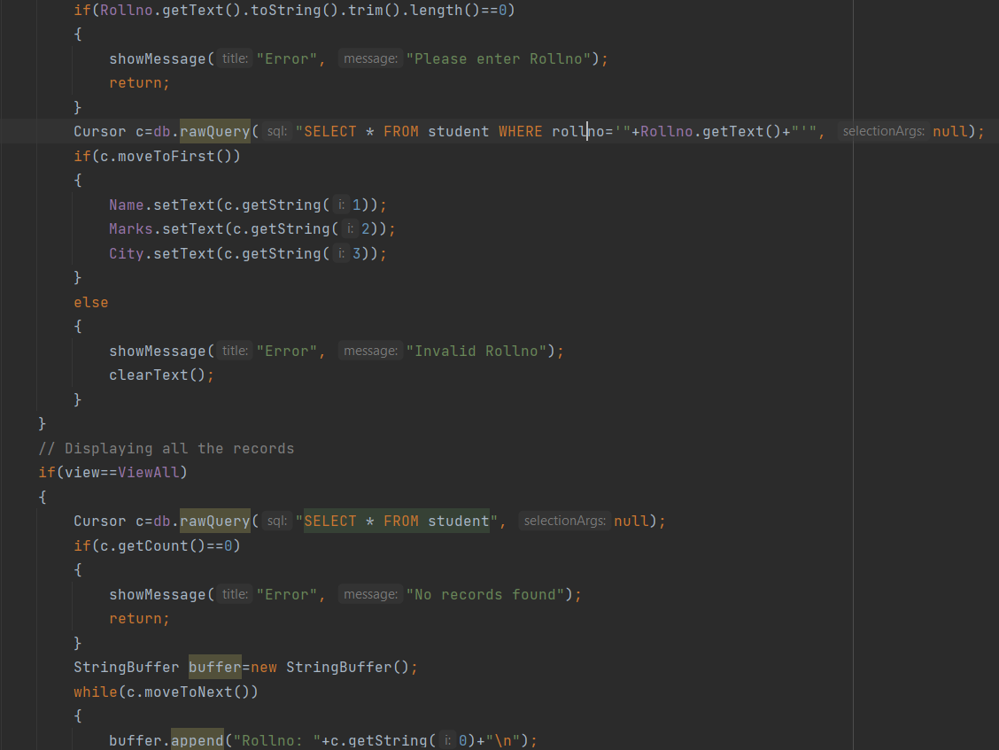 if(Rollno.getText().toString().trim().length()==0)
{
showMessage( title: "Error", message: "Please enter Rollno");
return;
}
Cursor c=db.rawQuery( sql: "SELECT * FROM student WHERE rollno='"+Rollno.getText()+"'", selectionArgs: null);
if(c.moveToFirst())
{
Name.setText(c.getString( i: 1));
Marks.setText(c.getString( i: 2));
City.setText(c.getString( i: 3));
}
else
{
showMessage( title: "Error", message: "Invalid Rollno");
clearText();
}
}
// Displaying all the records
if(view==ViewAll)
{
Cursor c=db.rawQuery( sql: "SELECT * FROM student", selectionArgs: null);
if(c.getCount()==0)
{
showMessage( title: "Error", message: "No records found");
return;
}
StringBuffer buffer=new StringBuffer();
while(c.moveToNext())
{
buffer.append("Rollno: "+c.getString( i: 0)+"\n");